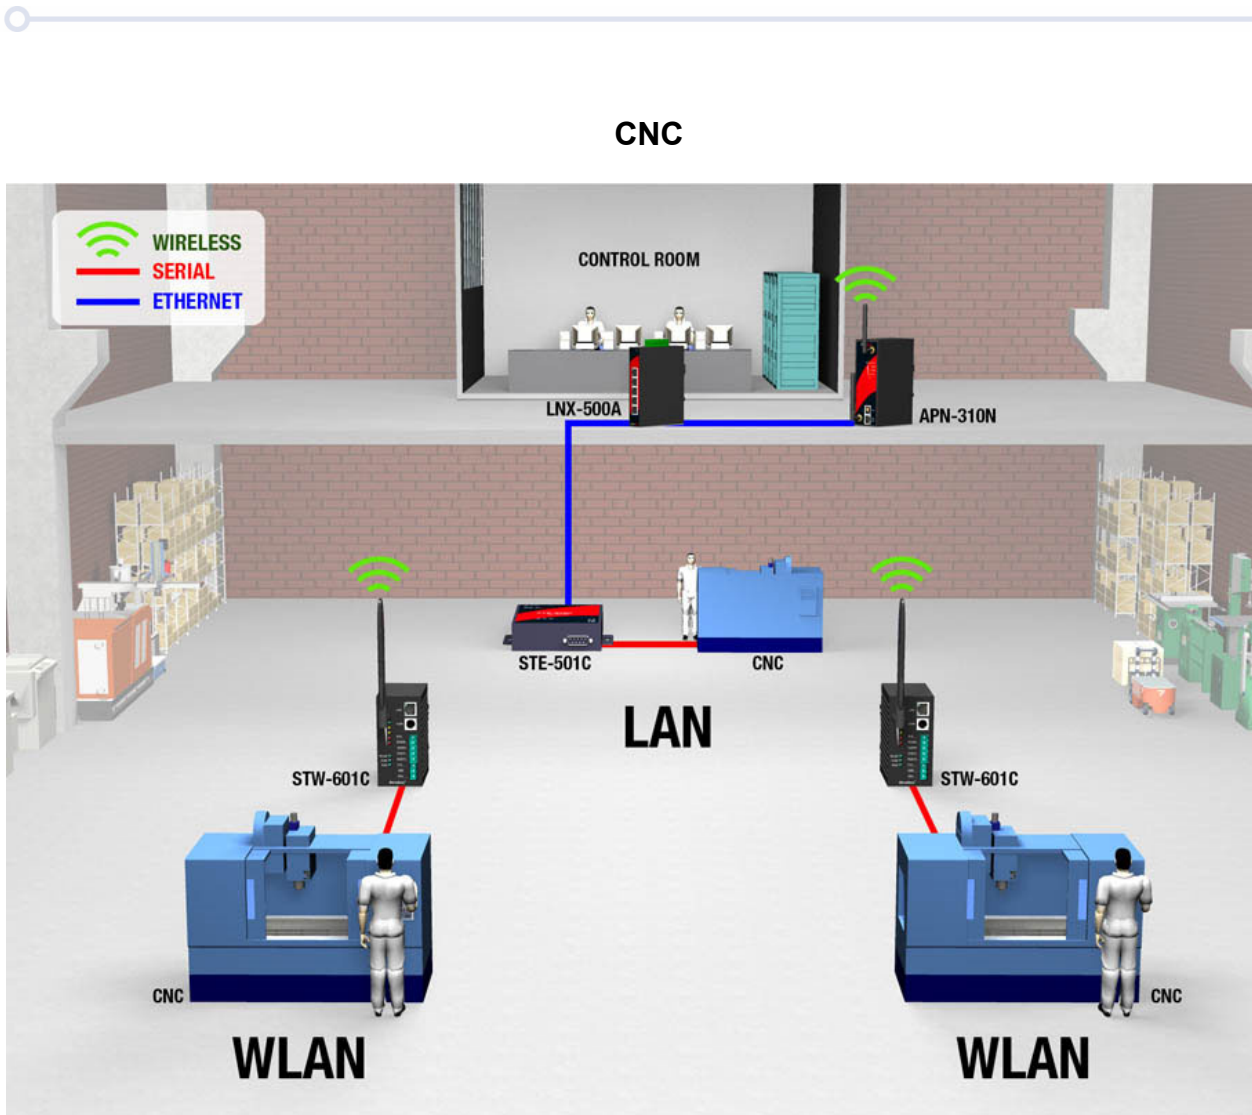 CNC
WIRELESS
SERIAL
ETHERNET
CONTROL ROOM
LNX-500A
APN-310N
STE-501C
CNC
LAN
STW-601C
STW-601C
CNC
CNC
WLAN
WLAN